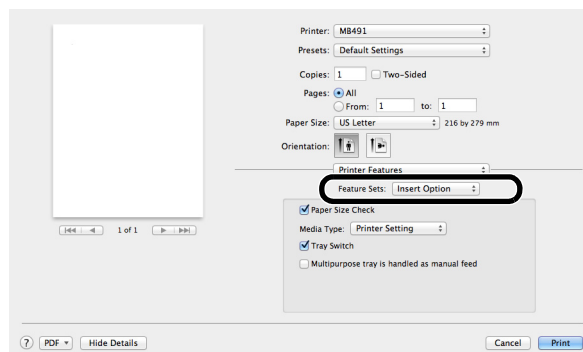 Printer: MB491
Presets: Default Settings
Copies: 1 Two-Sided
Pages: All
From: 1 to: 1
Paper Size: US Letter 216 by 279 mm
Orientation:
Printer Features
Feature Sets: Insert Option
Paper Size Check
Media Type: Printer Setting
Tray Switch
Multipurpose tray is handled as manual feed
1 of 1
? PDF Hide Details Cancel Print